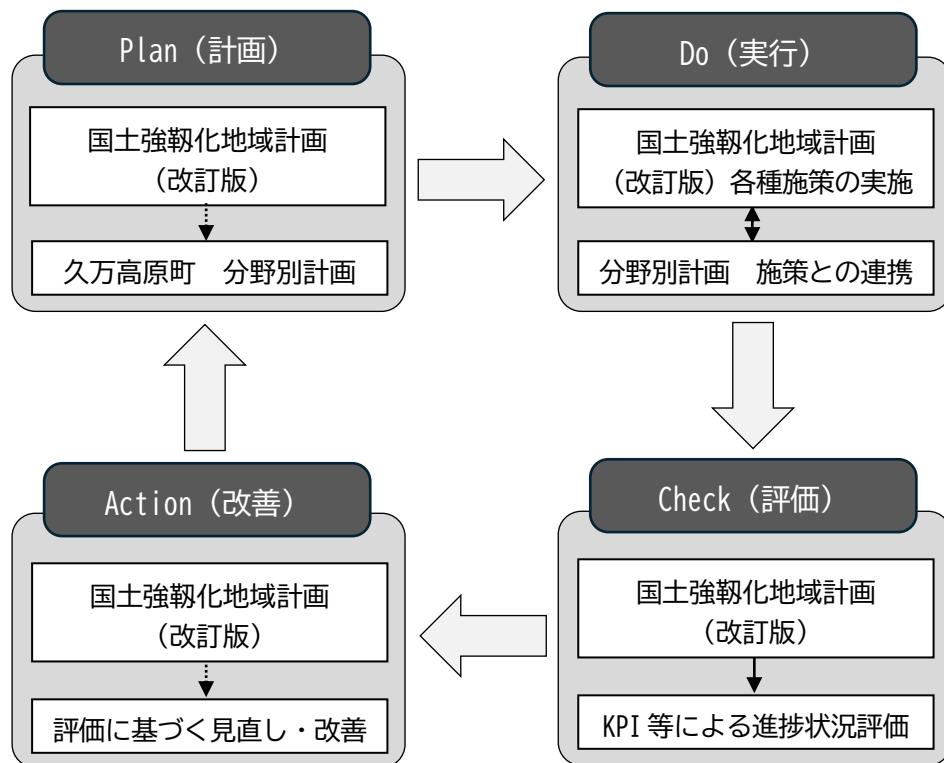 Plan（計画）
国土強靱化地域計画
（改訂版）
久万高原町　分野別計画
Do（実行）
国土強靱化地域計画
（改訂版）各種施策の実施
分野別計画　施策との連携
Check（評価）
国土強靱化地域計画
（改訂版）
KPI 等による進捗状況評価
Action（改善）
国土強靱化地域計画
（改訂版）
評価に基づく見直し・改善